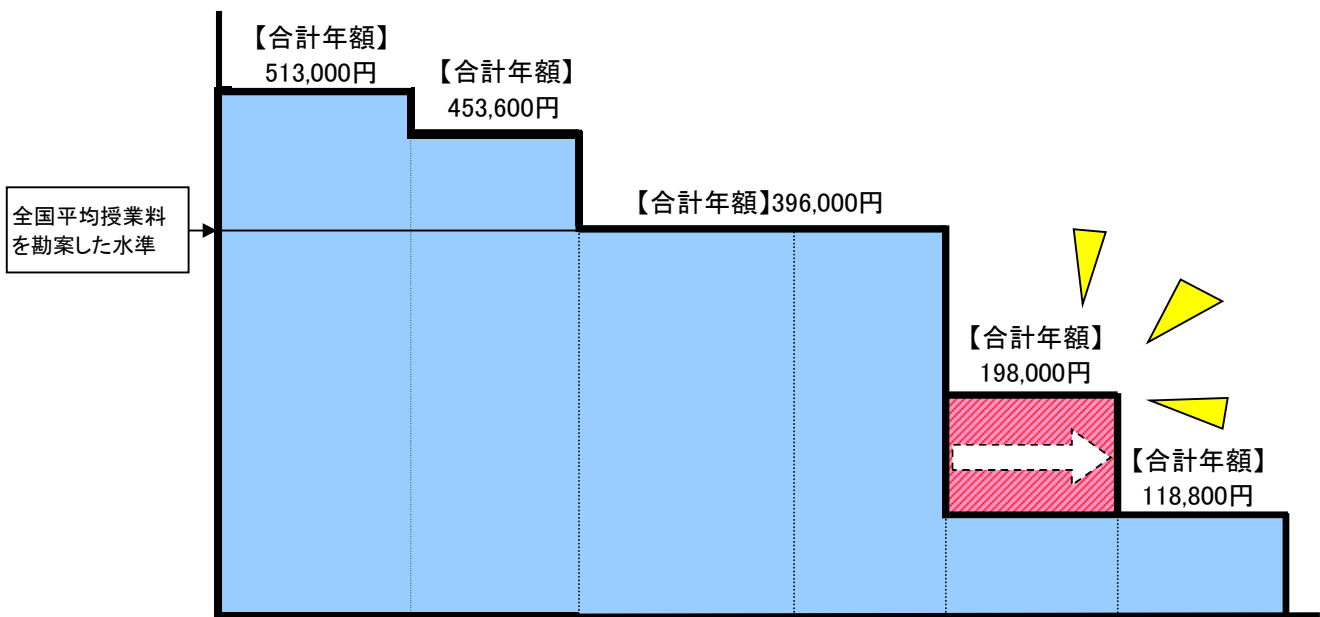 【合計年額】
513,000円
【合計年額】
453,600円
全国平均授業料
を勘案した水準
【合計年額】396,000円
【合計年額】
198,000円
【合計年額】
118,800円